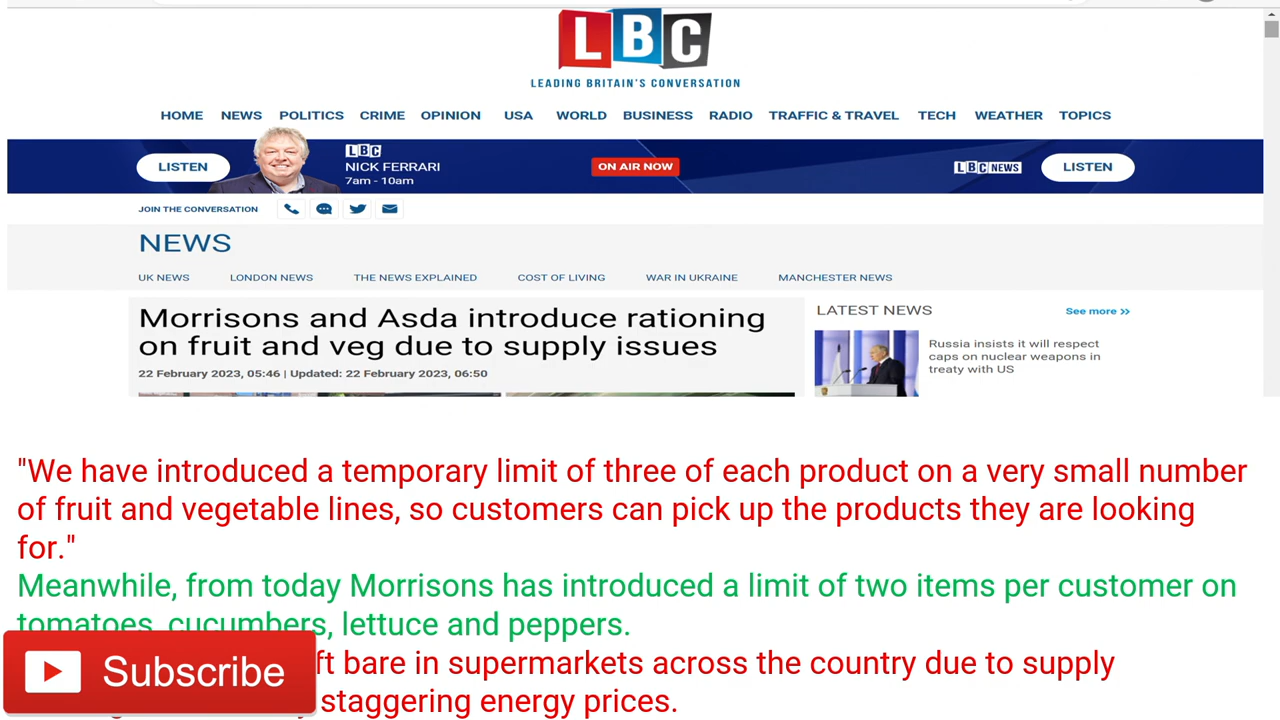 LBC
LEADING BRITAIN'S CONVERSATION
HOME NEWS POLITICS CRIME OPINION USA WORLD BUSINESS RADIO TRAFFIC & TRAVEL TECH WEATHER TOPICS
LISTEN
LBC
NICK FERRARI
7am - 10am
ON AIR NOW
LBC NEWS
LISTEN
JOIN THE CONVERSATION
NEWS
UK NEWS LONDON NEWS THE NEWS EXPLAINED COST OF LIVING WAR IN UKRAINE MANCHESTER NEWS
Morrisons and Asda introduce rationing
on fruit and veg due to supply issues
22 February 2023, 05:46 | Updated: 22 February 2023, 06:50
LATEST NEWS
See more >>
Russia insists it will respect
caps on nuclear weapons in
treaty with US
"We have introduced a temporary limit of three of each product on a very small number
of fruit and vegetable lines, so customers can pick up the products they are looking
for."
Meanwhile, from today Morrisons has introduced a limit of two items per customer on
tomatoes, cucumbers, lettuce and peppers.
bare in supermarkets across the country due to supply
staggering energy prices.
Subscribe